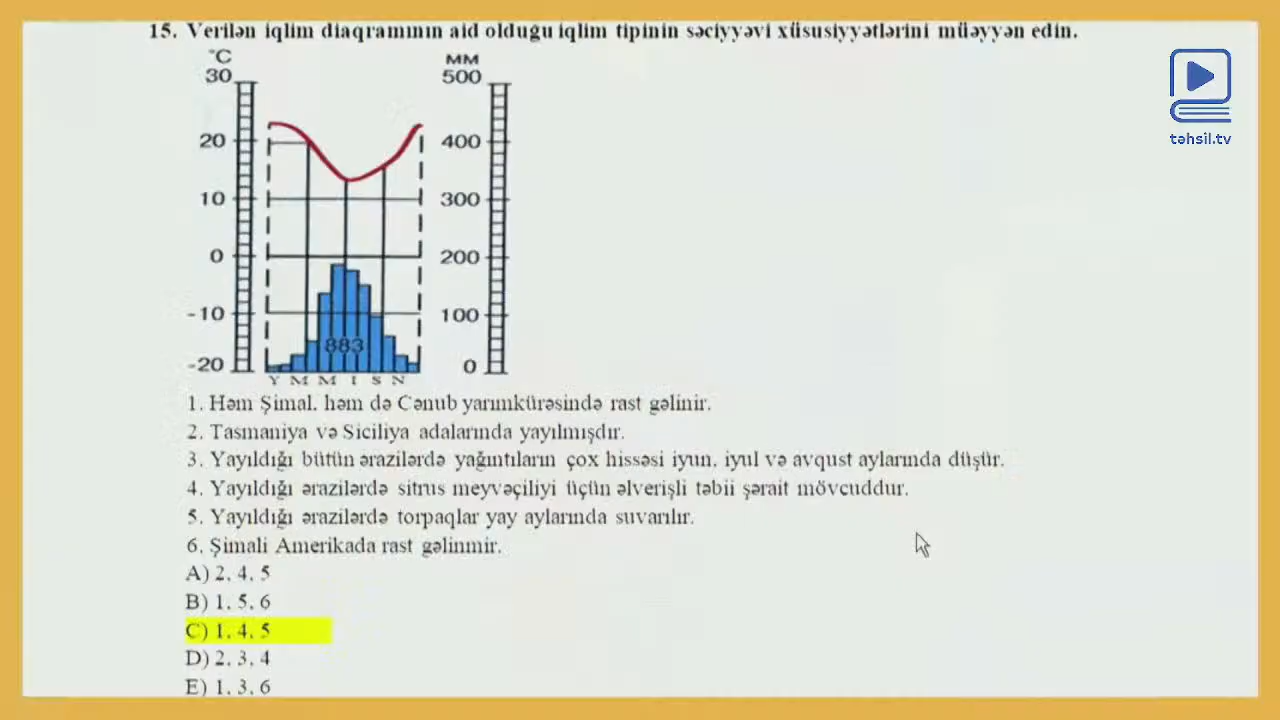 15. Verilən iqlim diaqramının aid olduğu iqlim tipinin səciyyəvi xüsusiyyətlərini müəyyən edin.
°C MM
30 500
20 400
10 300
0 200
-10 100
883
-20 0
Y M M I S N
təhsil.tv
1. Həm Şimal. həm də Cənub yarımkürəsində rast gəlinir.
2. Tasmaniya və Siciliya adalarında yayılmışdır.
3. Yayıldığı bütün ərazilərdə yağıntıların çox hissəsi iyun. iyul və avqust aylarında düşür.
4. Yayıldığı ərazilərdə sitrus meyvəçiliyi üçün əlverişli təbii şərait mövcuddur.
5. Yayıldığı ərazilərdə torpaqlar yay aylarında suvarılır.
6. Şimali Amerikada rast gəlinmir.
A) 2. 4. 5
B) 1. 5. 6
C) 1. 4. 5
D) 2. 3. 4
E) 1. 3. 6